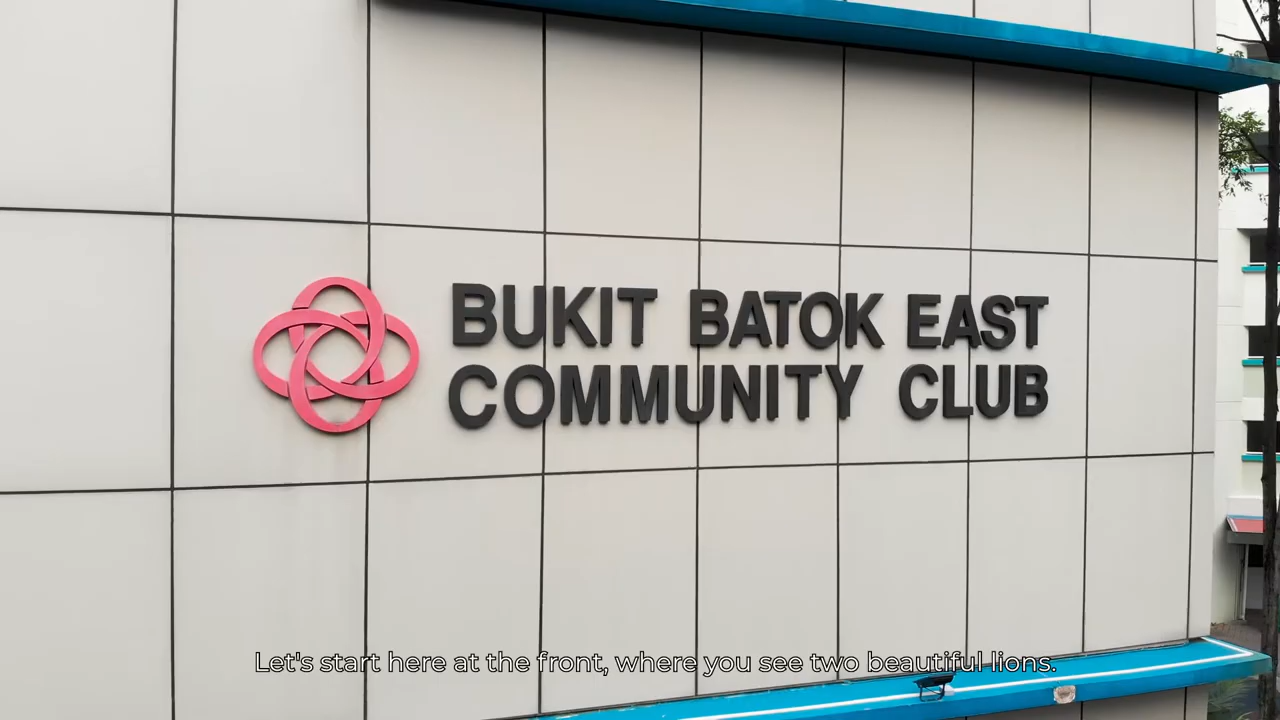 BUKIT BATOK EAST
COMMUNITY CLUB
Let's start here at the front, where you see two beautiful lions.